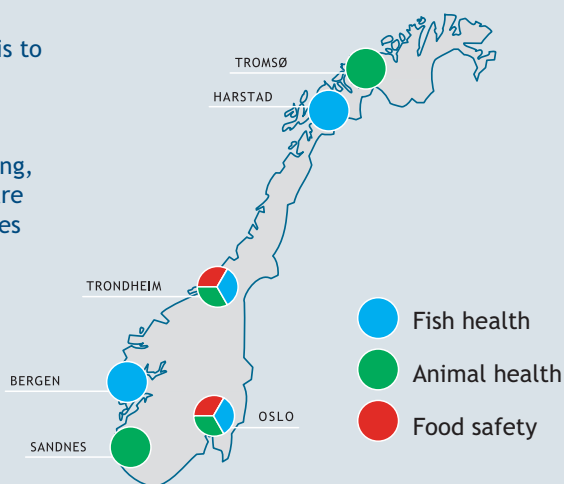 is to
ng,
re
es
TROMSØ
HARSTAD
TRONDHEIM
BERGEN
SANDNES
OSLO
Fish health
Animal health
Food safety